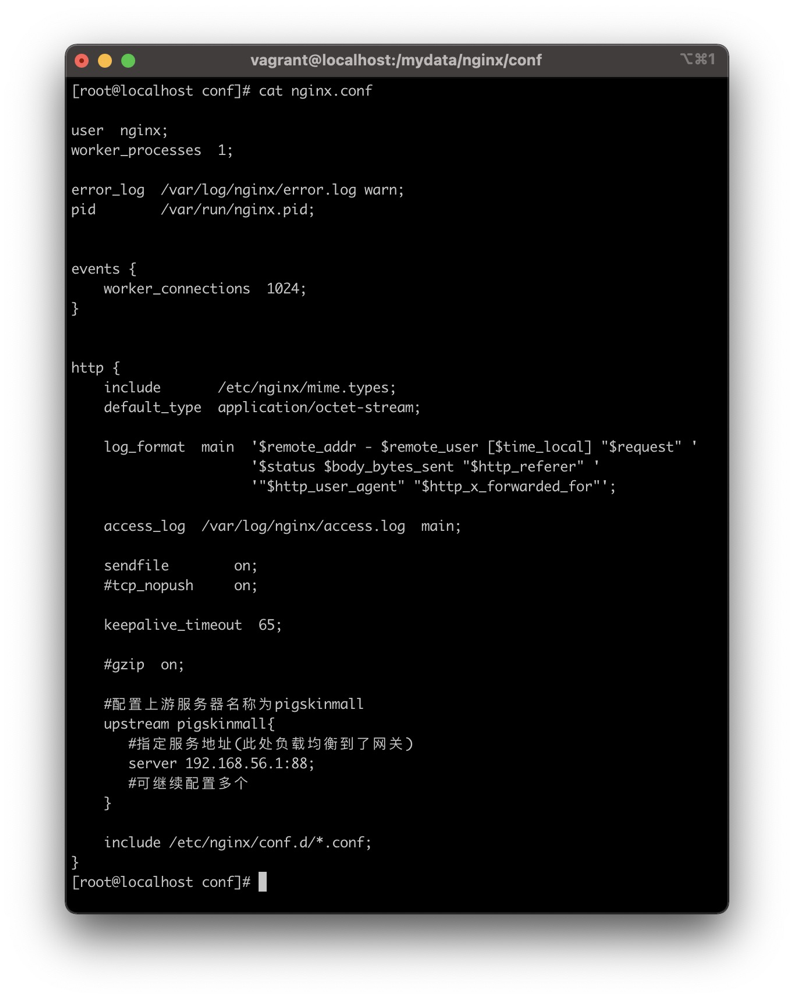 vagrant@localhost:/mydata/nginx/conf ⌥⌘1
[root@localhost conf]# cat nginx.conf
user  nginx;
worker_processes  1;
error_log  /var/log/nginx/error.log warn;
pid        /var/run/nginx.pid;
events {
    worker_connections  1024;
}
http {
    include       /etc/nginx/mime.types;
    default_type  application/octet-stream;
    log_format  main  '$remote_addr - $remote_user [$time_local] "$request" '
                      '$status $body_bytes_sent "$http_referer" '
                      '"$http_user_agent" "$http_x_forwarded_for"';
    access_log  /var/log/nginx/access.log  main;
    sendfile        on;
    #tcp_nopush     on;
    keepalive_timeout  65;
    #gzip  on;
    #配置上游服务器名称为pigskinmall
    upstream pigskinmall{
       #指定服务地址(此处负载均衡到了网关)
       server 192.168.56.1:88;
       #可继续配置多个
    }
    include /etc/nginx/conf.d/*.conf;
}
[root@localhost conf]#